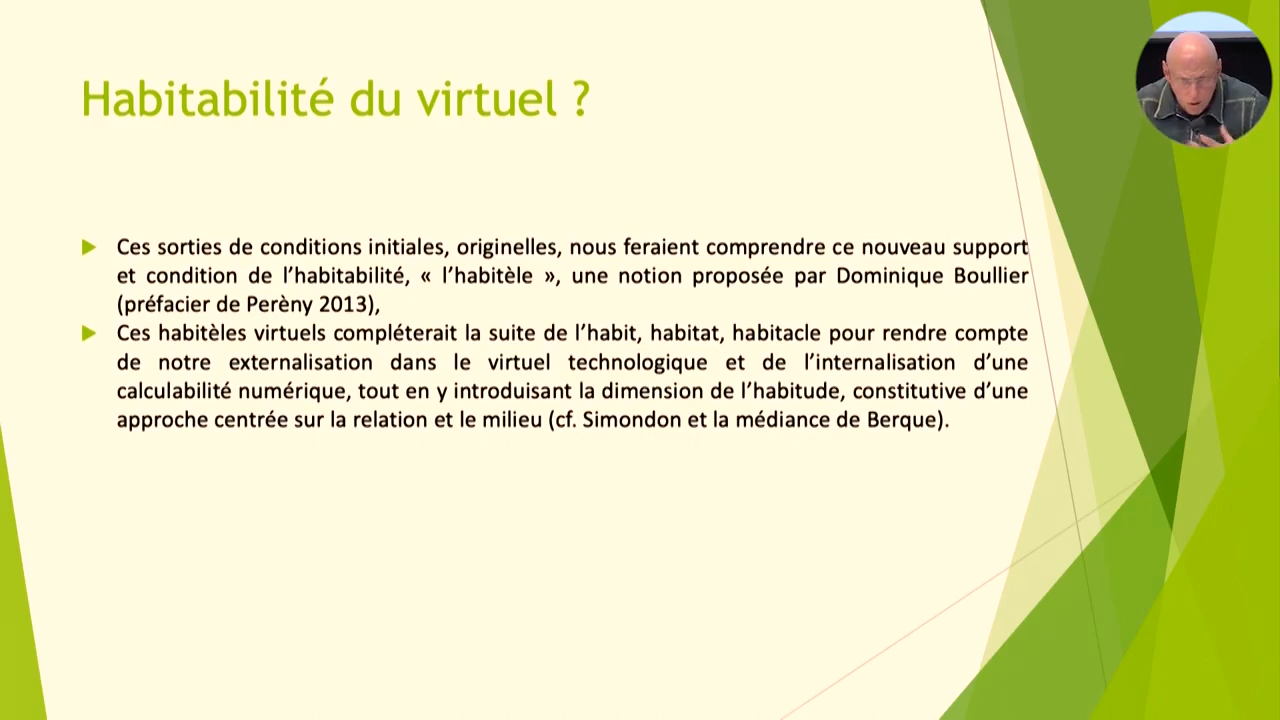 Habitabilité du virtuel ?
Ces sorties de conditions initiales, originelles, nous feraient comprendre ce nouveau support
et condition de l’habitabilité, « l’habitèle », une notion proposée par Dominique Boullier
(préfacier de Perèny 2013),
Ces habitèles virtuels compléterait la suite de l’habit, habitat, habitacle pour rendre compte
de notre externalisation dans le virtuel technologique et de l’internalisation d’une
calculabilité numérique, tout en y introduisant la dimension de l’habitude, constitutive d’une
approche centrée sur la relation et le milieu (cf. Simondon et la médiance de Berque).